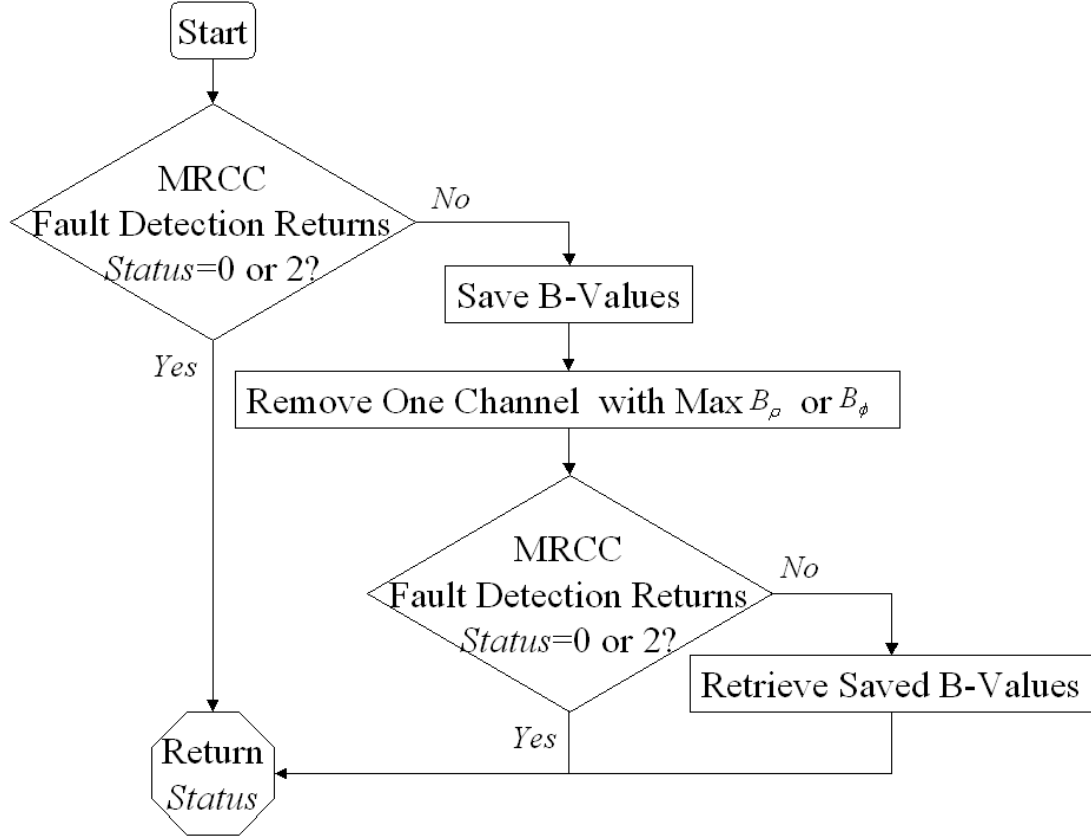 Start
MRCC
Fault Detection Returns
Status=0 or 2?
No
Save B-Values
Yes
Remove One Channel with Max B_ρ or B_ϕ
MRCC
Fault Detection Returns
Status=0 or 2?
No
Retrieve Saved B-Values
Yes
Return
Status